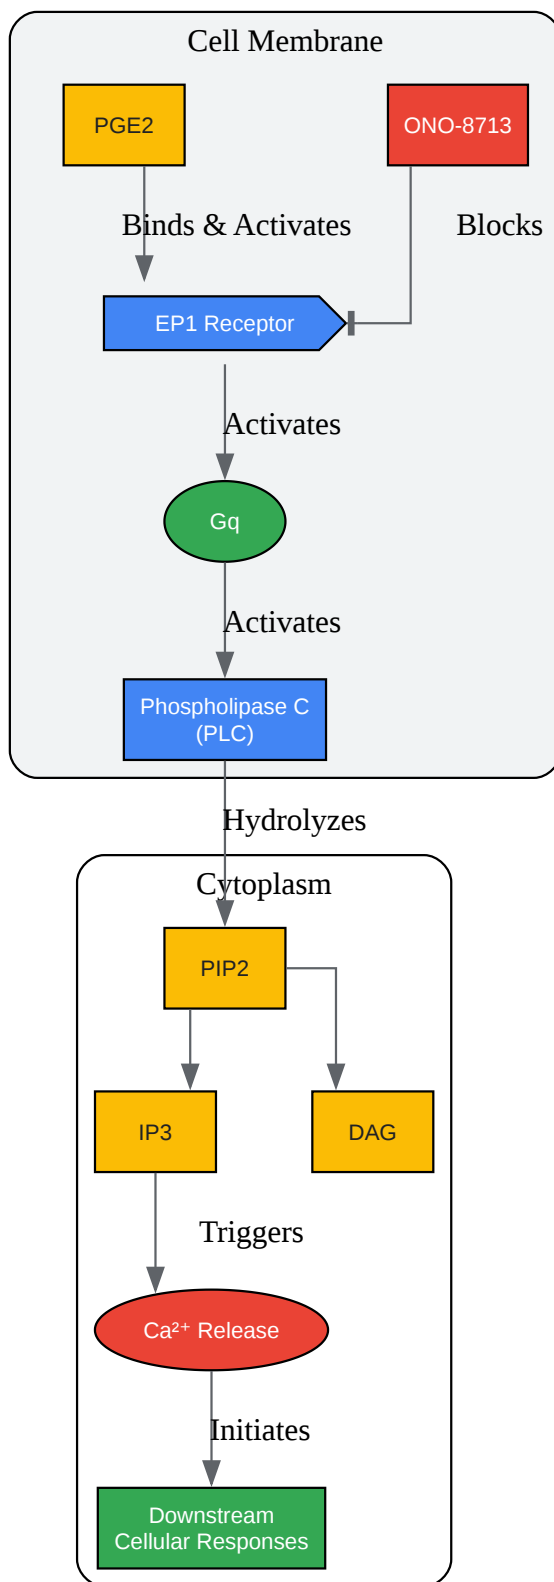 Cell Membrane
PGE2
ONO-8713
Binds & Activates
Blocks
EP1 Receptor
Activates
Gq
Activates
Phospholipase C
(PLC)
Hydrolyzes
Cytoplasm
PIP2
IP3
DAG
Triggers
Ca²⁺ Release
Initiates
Downstream
Cellular Responses